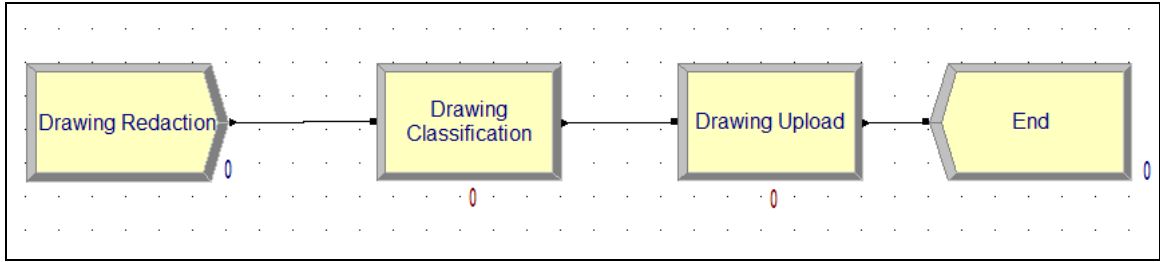 Drawing Redaction
Drawing
Classification
Drawing Upload
End
0
0
0
0